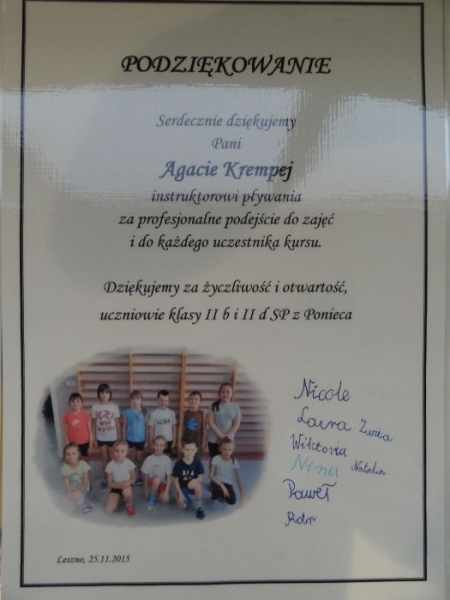 PODZIĘKOWANIE
Serdecznie dziękujemy
Pani
Agacie Krempej
instruktorowi pływania
za profesjonalne podejście do zajęć
i do każdego uczestnika kursu.
Dziękujemy za życzliwość i otwartość,
uczniowie klasy II b i II d SP z Ponieca
Nicole
Laura Zuzia
Wiktoria
Nina Natalia
Paweł
Leszno, 25.11.2015